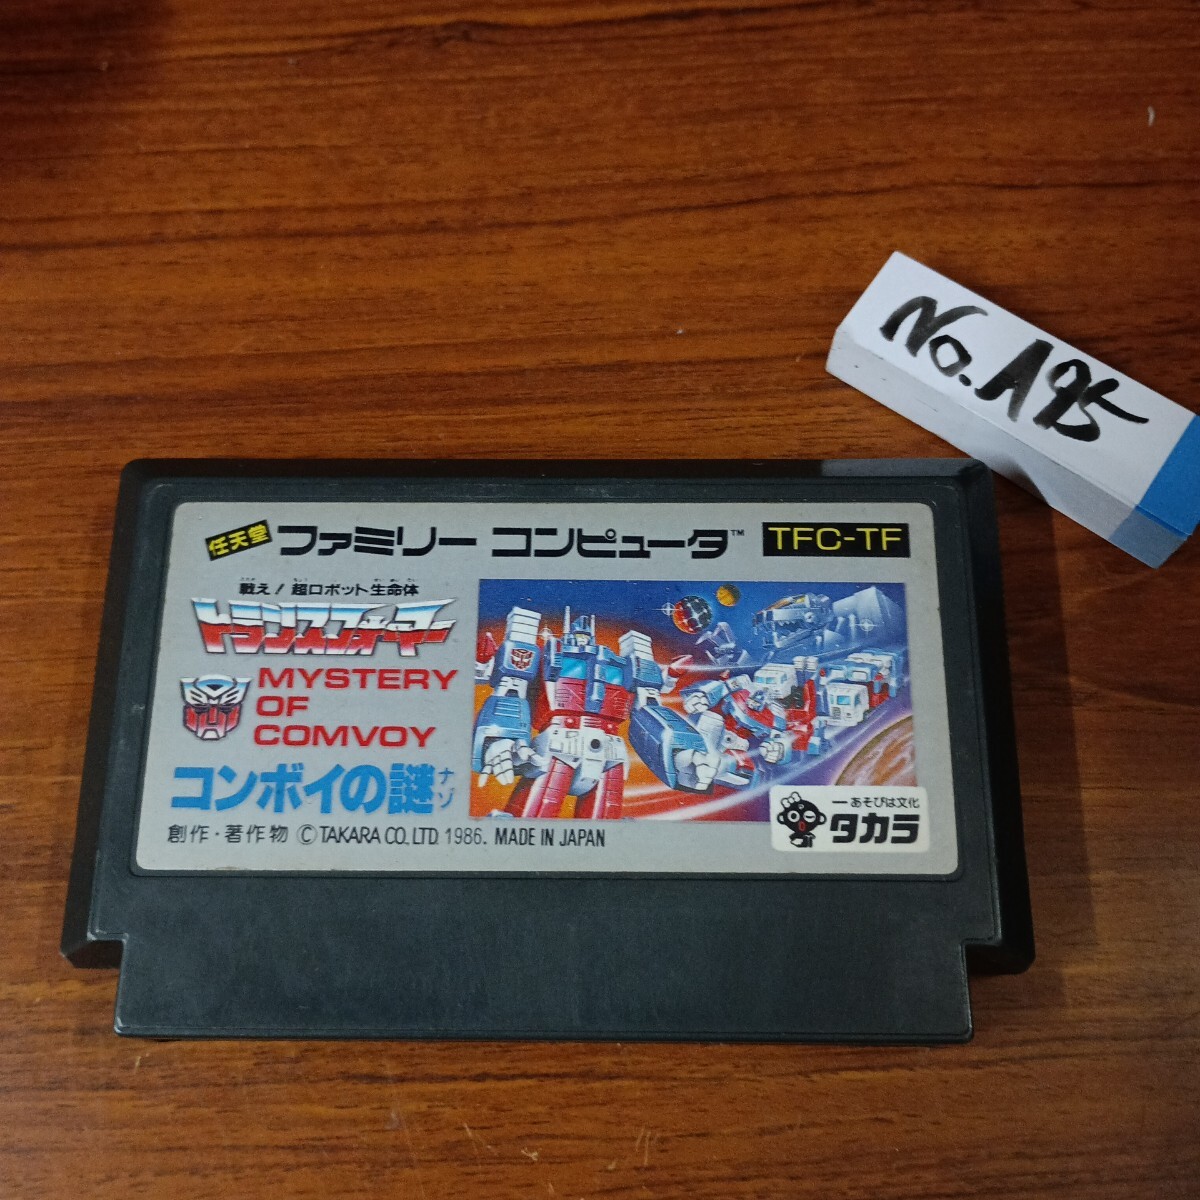 No. A95
任天堂 ファミリー コンピュータ™ TFC-TF
戦え! 超ロボット生命体
トランスフォーマー
MYSTERY
OF
COMVOY
コンボイの謎
ナゾ
創作・著作物 ©TAKARA CO., LTD. 1986. MADE IN JAPAN
ーあそびは文化
タカラ